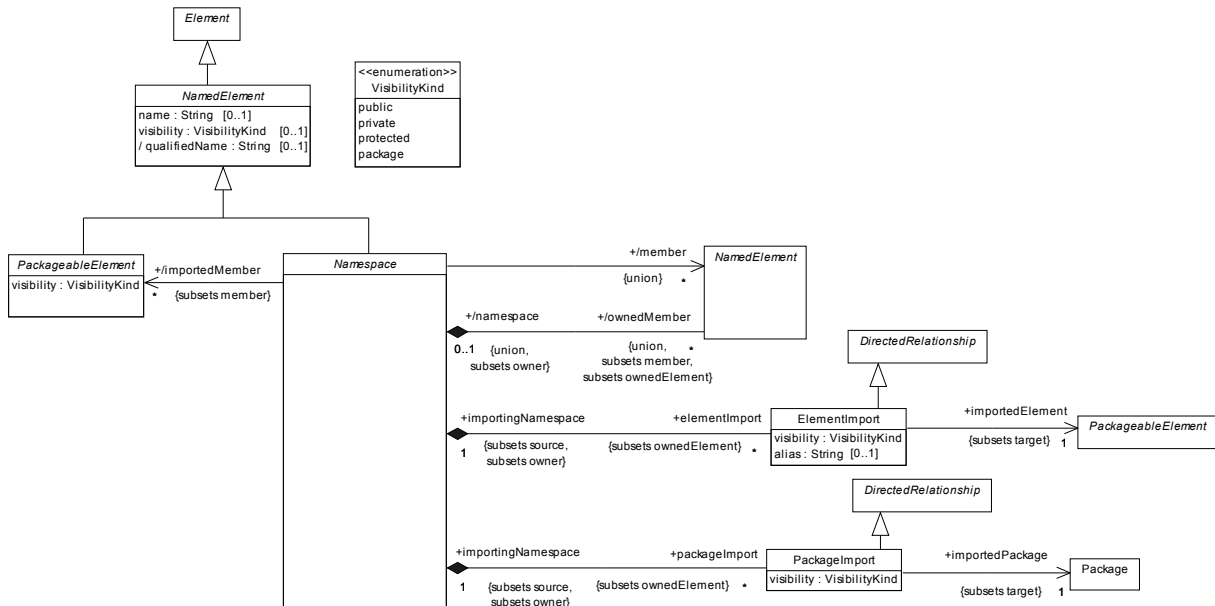 Element
NamedElement
name : String [0..1]
visibility : VisibilityKind [0..1]
/ qualifiedName : String [0..1]
<<enumeration>>
VisibilityKind
public
private
protected
package
PackageableElement
visibility : VisibilityKind
+/importedMember
*
{subsets member}
Namespace
+/member
{union} *
NamedElement
+/namespace
0..1
{union,
subsets owner}
+/ownedMember
{union, *
subsets member,
subsets ownedElement}
DirectedRelationship
+importingNamespace
1
{subsets source,
subsets owner}
+elementImport
{subsets ownedElement} *
ElementImport
visibility : VisibilityKind
alias : String [0..1]
+importedElement
{subsets target} 1
PackageableElement
DirectedRelationship
+importingNamespace
1
{subsets source,
subsets owner}
+packageImport
{subsets ownedElement} *
PackageImport
visibility : VisibilityKind
+importedPackage
{subsets target} 1
Package